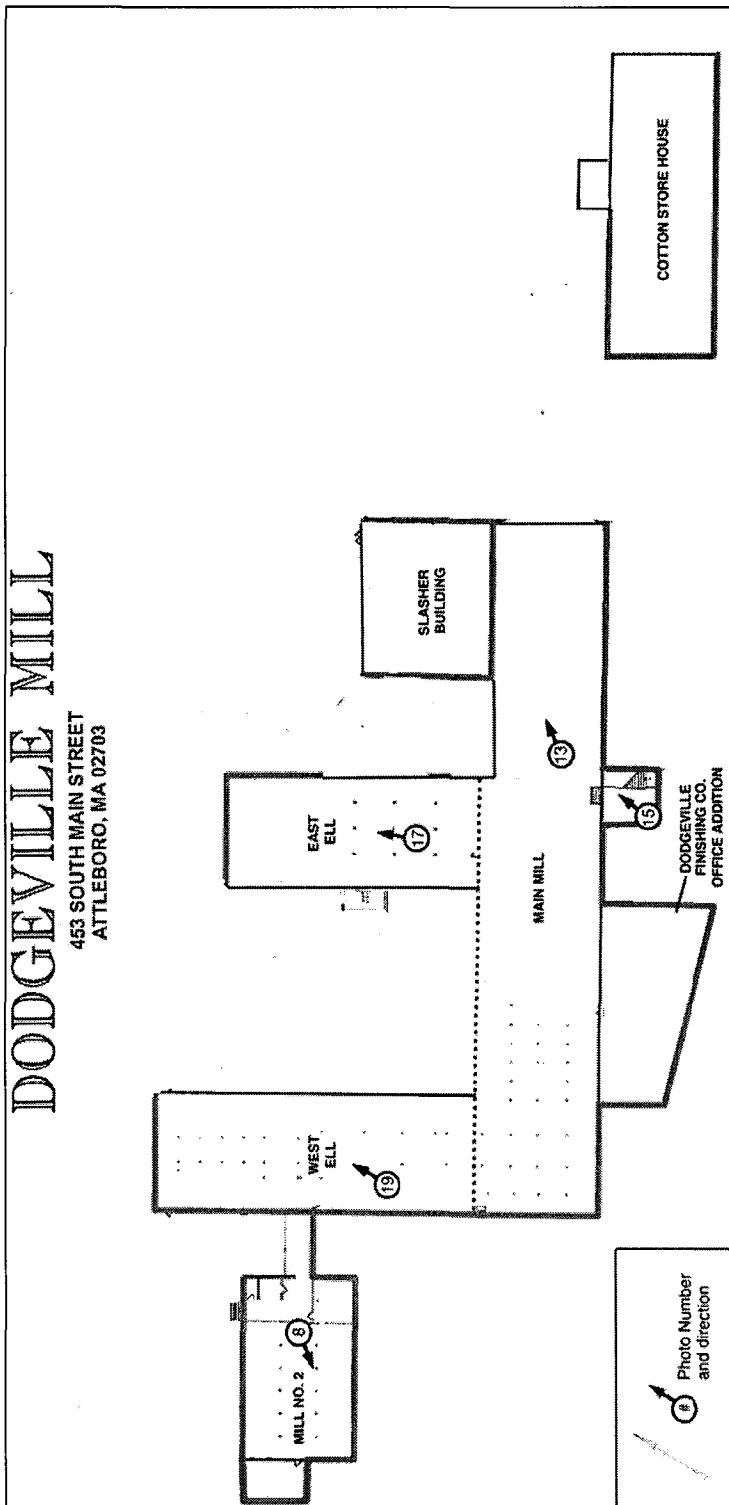 DODGEVILLE MILL
453 SOUTH MAIN STREET
ATTLEBORO, MA 02703
COTTON STORE HOUSE
SLASHER
BUILDING
EAST
ELL
17
13
15
MAIN MILL
DODGEVILLE
FINISHING CO.
OFFICE ADDITION
WEST
ELL
19
8
MILL NO. 2
#
Photo Number
and direction